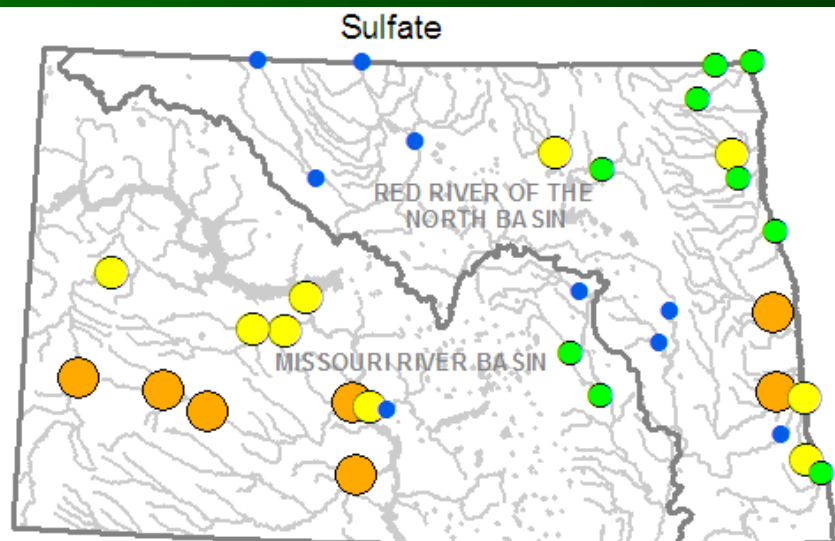 Sulfate
RED RIVER OF THE
NORTH BASIN
MISSOURI RIVER BASIN